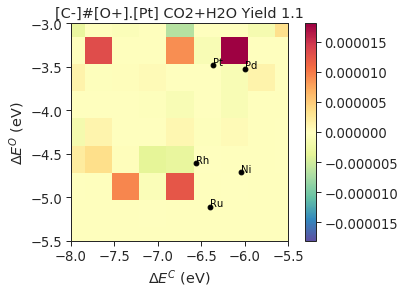 [C-]#[O+].[Pt] CO2+H2O Yield 1.1
−3.0
−3.5
−4.0
−4.5
−5.0
−5.5
ΔE^O (eV)
Pt
Pd
Rh
Ni
Ru
−8.0 −7.5 −7.0 −6.5 −6.0 −5.5
ΔE^C (eV)
0.000015
0.000010
0.000005
0.000000
−0.000005
−0.000010
−0.000015